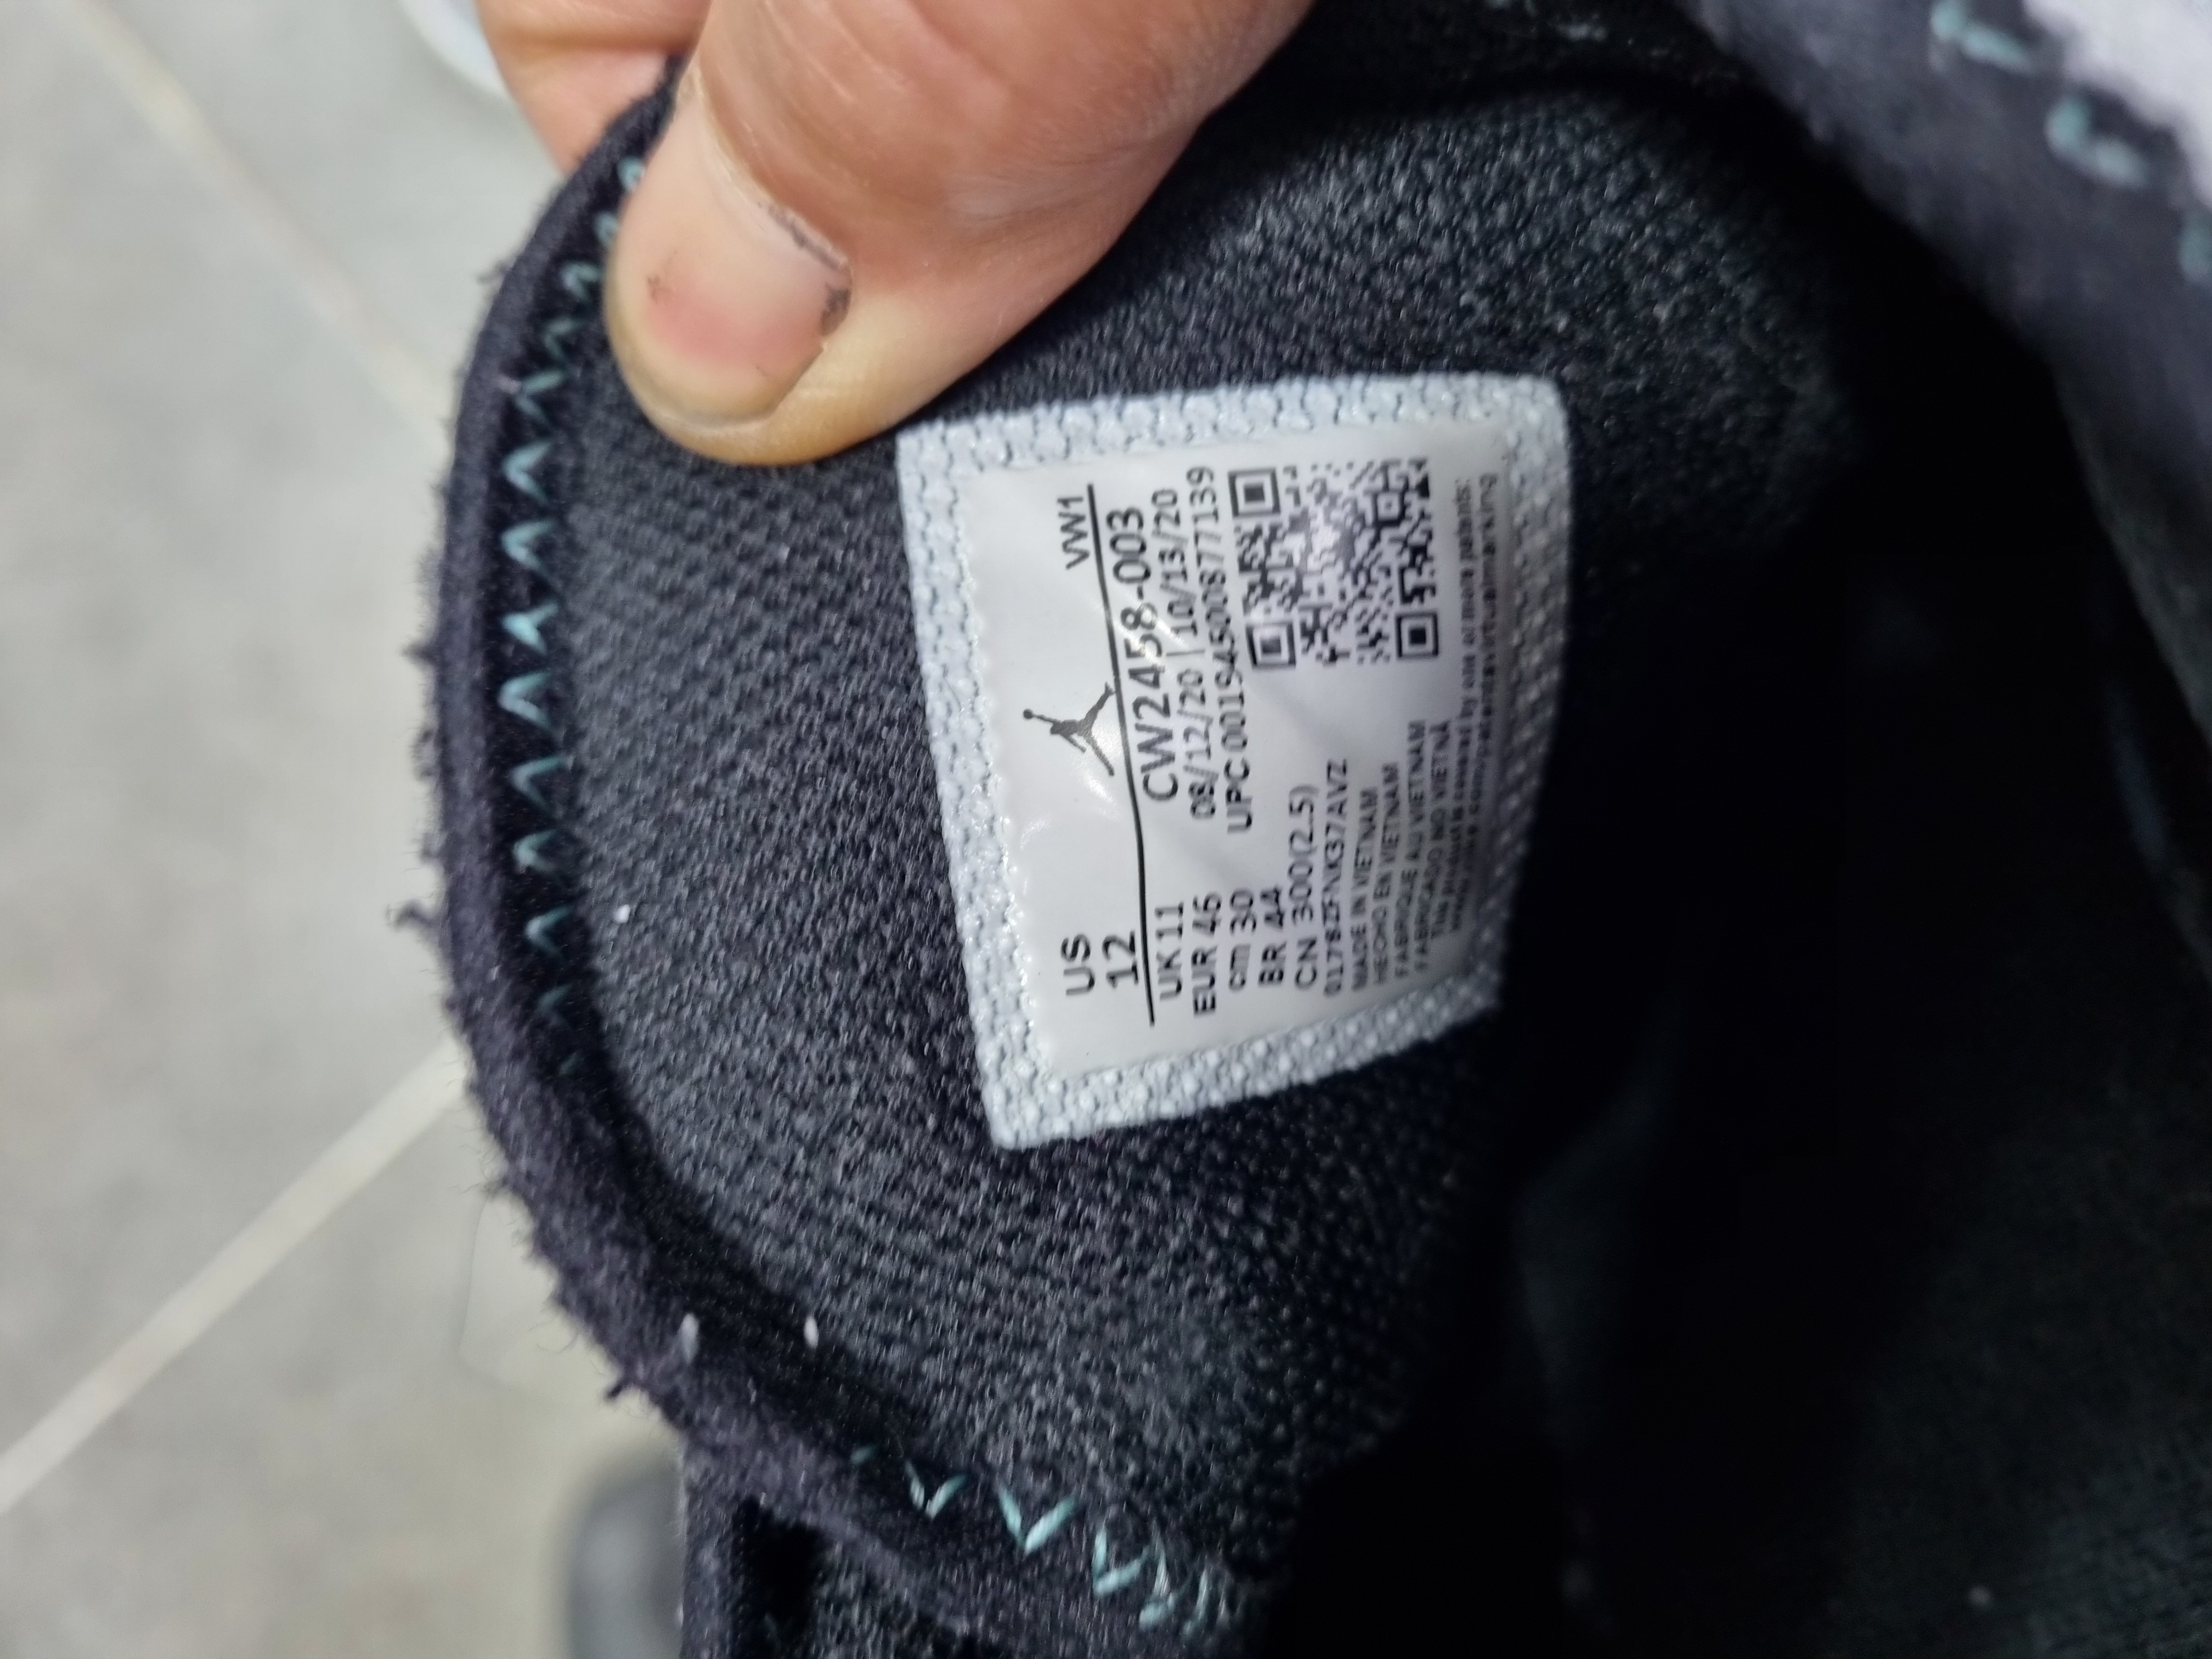 VW1
US
12
CW2458-003
UK 11
08/12/20 | 10/13/20
EUR 46
UPC 00194500877139
cm 30
BR 44
CN 300(2.5)
MADE IN VIETNAM
HECHO EN VIETNAM
FABRIQUE AU VIETNAM
FABRICADO NO VIETNÃ